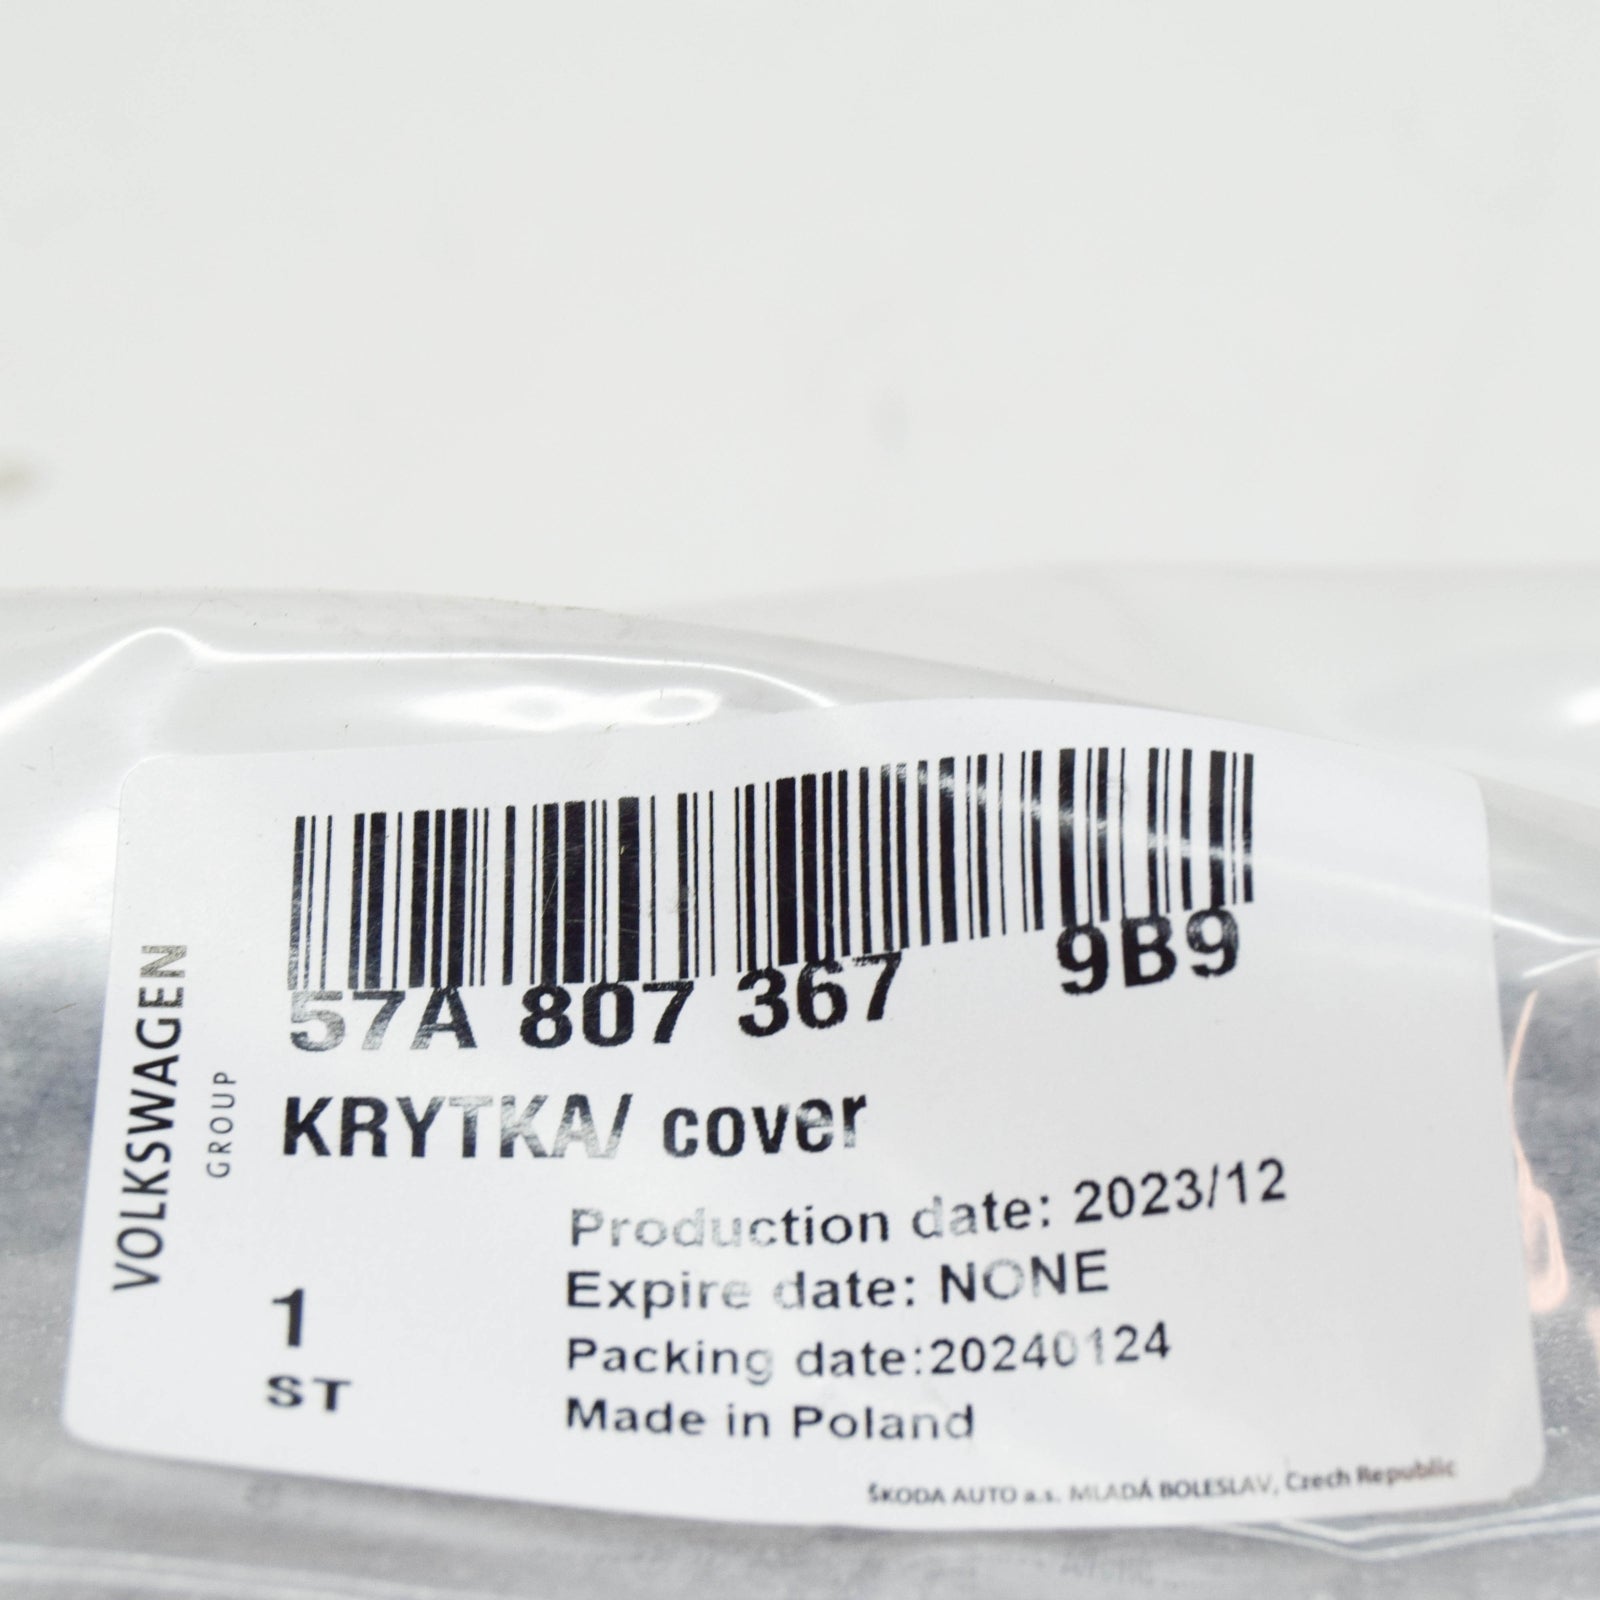 57A 807 367 9B9
KRYTKA/ cover
VOLKSWAGEN
GROUP
Production date: 2023/12
Expire date: NONE
Packing date:20240124
Made in Poland
1
ST
ŠKODA AUTO a.s. MLADÁ BOLESLAV, Czech Republic